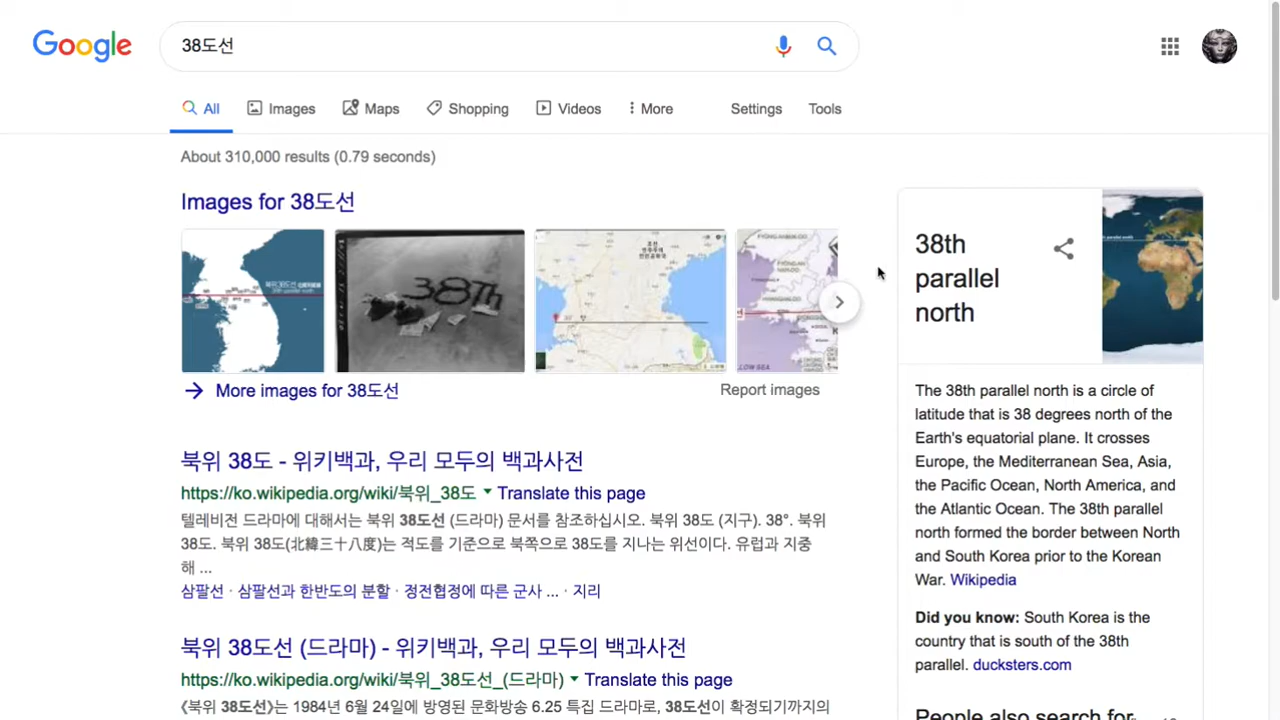 Google
38도선
All
Images
Maps
Shopping
Videos
More
Settings
Tools
About 310,000 results (0.79 seconds)
Images for 38도선
38Th
More images for 38도선
Report images
북위 38도 - 위키백과, 우리 모두의 백과사전
https://ko.wikipedia.org/wiki/북위_38도 Translate this page
텔레비전 드라마에 대해서는 북위 38도선 (드라마) 문서를 참조하십시오. 북위 38도 (지구). 38°. 북위
38도. 북위 38도(北緯三十八度)는 적도를 기준으로 북쪽으로 38도를 지나는 위선이다. 유럽과 지중
해 ...
삼팔선 · 삼팔선과 한반도의 분할 · 정전협정에 따른 군사 ... · 지리
북위 38도선 (드라마) - 위키백과, 우리 모두의 백과사전
https://ko.wikipedia.org/wiki/북위_38도선_(드라마) Translate this page
《북위 38도선》는 1984년 6월 24일에 방영된 문화방송 6.25 특집 드라마로, 38도선이 확정되기까지의
38th
parallel
north
The 38th parallel north is a circle of
latitude that is 38 degrees north of the
Earth's equatorial plane. It crosses
Europe, the Mediterranean Sea, Asia,
the Pacific Ocean, North America, and
the Atlantic Ocean. The 38th parallel
north formed the border between North
and South Korea prior to the Korean
War. Wikipedia
Did you know: South Korea is the
country that is south of the 38th
parallel. ducksters.com
People also search for